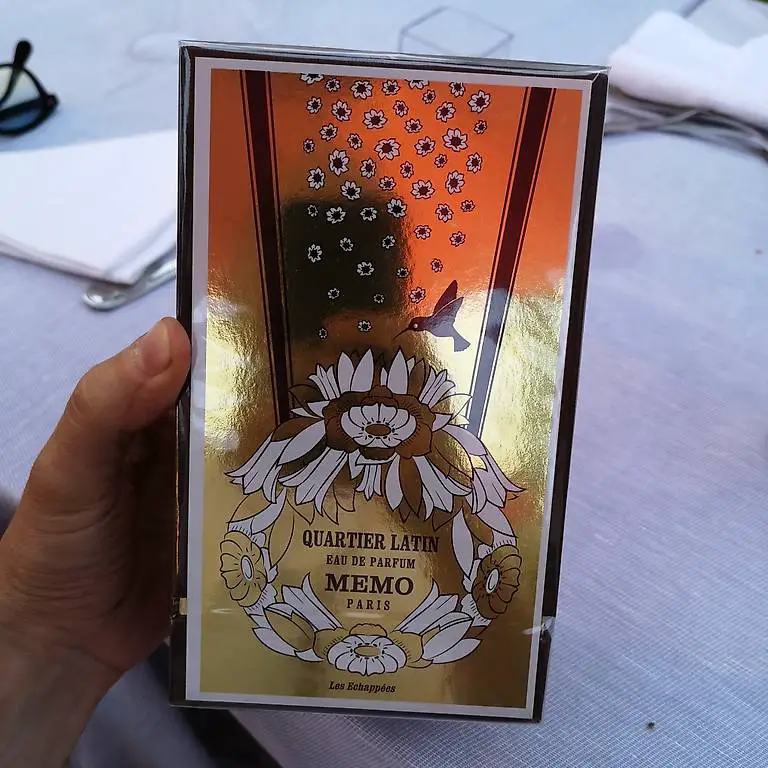 QUARTIER LATIN
EAU DE PARFUM
MEMO
PARIS
Les Echappées